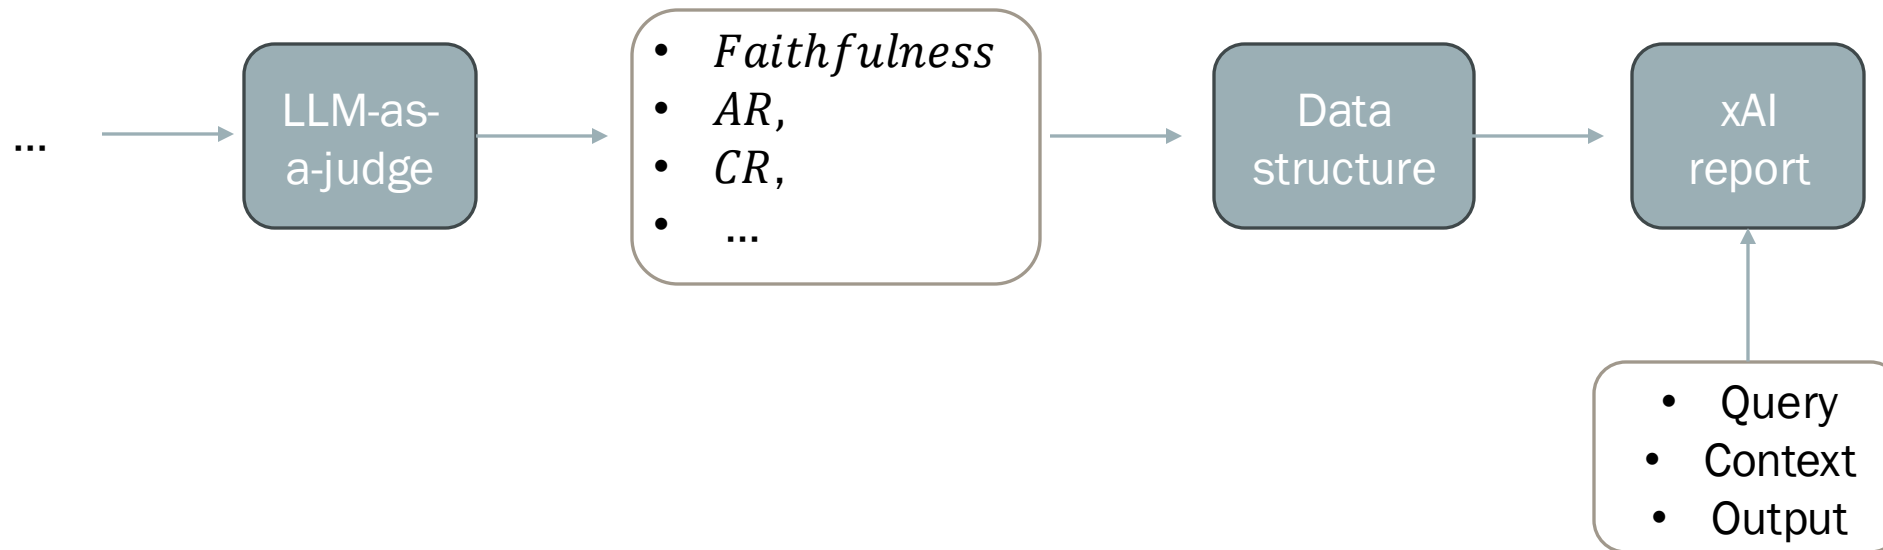 ...
LLM-as-
a-judge
• Faithfulness
• AR,
• CR,
• ...
Data
structure
xAI
report
• Query
• Context
• Output